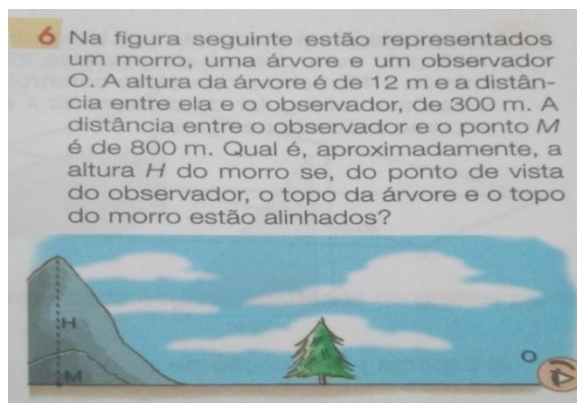 6 Na figura seguinte estão representados
um morro, uma árvore e um observador
O. A altura da árvore é de 12 m e a distân-
cia entre ela e o observador, de 300 m. A
distância entre o observador e o ponto M
é de 800 m. Qual é, aproximadamente, a
altura H do morro se, do ponto de vista
do observador, o topo da árvore e o topo
do morro estão alinhados?
H
O
M